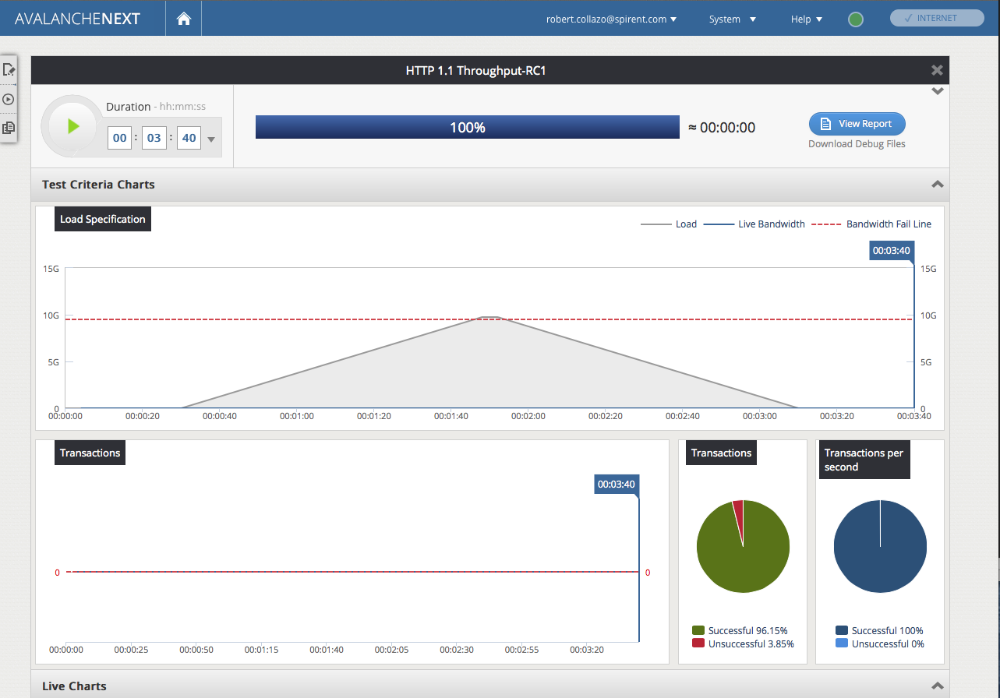 AVALANCHENEXT
robert.collazo@spirent.com
System
Help
✓ INTERNET
HTTP 1.1 Throughput-RC1
Duration - hh:mm:ss
00 : 03 : 40
100%
≈ 00:00:00
View Report
Download Debug Files
Test Criteria Charts
Load Specification
Load
Live Bandwidth
Bandwidth Fail Line
00:03:40
15G
15G
10G
10G
5G
5G
0
0
00:00:00 00:00:20 00:00:40 00:01:00 00:01:20 00:01:40 00:02:00 00:02:20 00:02:40 00:03:00 00:03:20 00:03:40
Transactions
00:03:40
0
0
00:00:00 00:00:25 00:00:50 00:01:15 00:01:40 00:02:05 00:02:30 00:02:55 00:03:20
Transactions
Successful 96.15%
Unsuccessful 3.85%
Transactions per
second
Successful 100%
Unsuccessful 0%
Live Charts